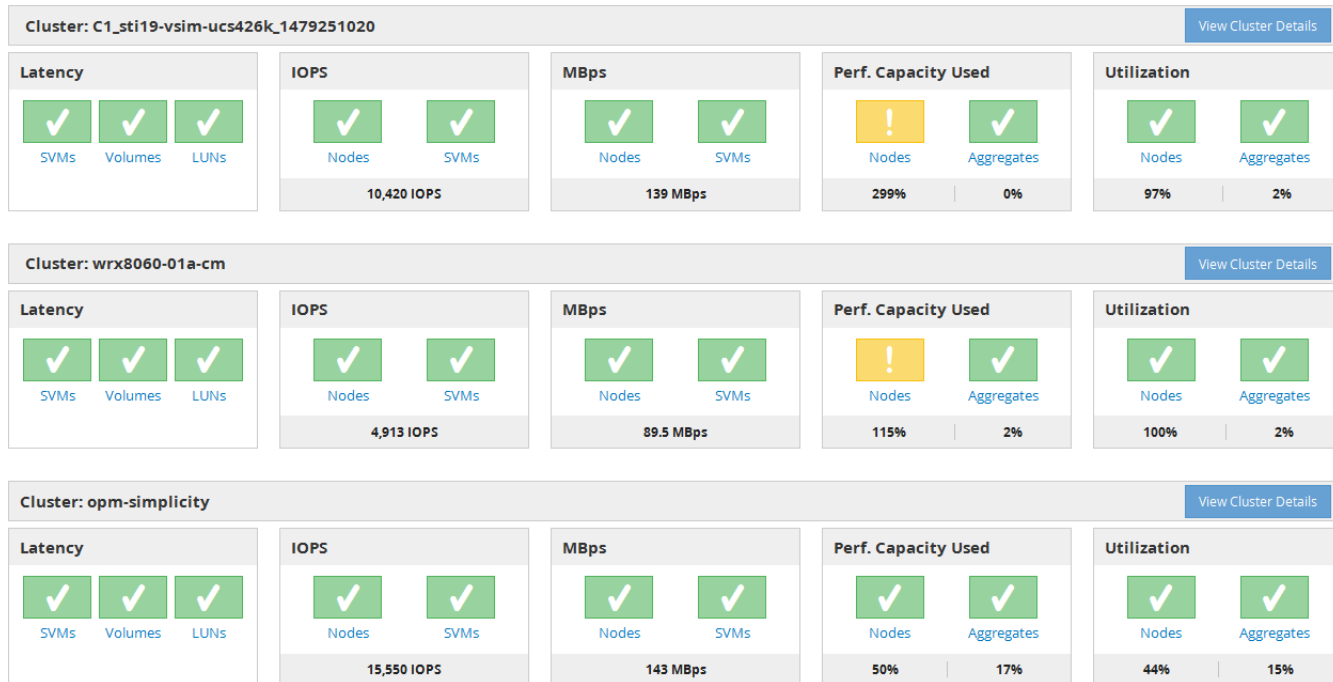 Cluster: C1_sti19-vsim-ucs426k_1479251020 View Cluster Details
Latency IOPS MBps Perf. Capacity Used Utilization
SVMs Volumes LUNs Nodes SVMs Nodes SVMs Nodes Aggregates Nodes Aggregates
10,420 IOPS 139 MBps 299% 0% 97% 2%
Cluster: wrx8060-01a-cm View Cluster Details
Latency IOPS MBps Perf. Capacity Used Utilization
SVMs Volumes LUNs Nodes SVMs Nodes SVMs Nodes Aggregates Nodes Aggregates
4,913 IOPS 89.5 MBps 115% 2% 100% 2%
Cluster: opm-simplicity View Cluster Details
Latency IOPS MBps Perf. Capacity Used Utilization
SVMs Volumes LUNs Nodes SVMs Nodes SVMs Nodes Aggregates Nodes Aggregates
15,550 IOPS 143 MBps 50% 17% 44% 15%